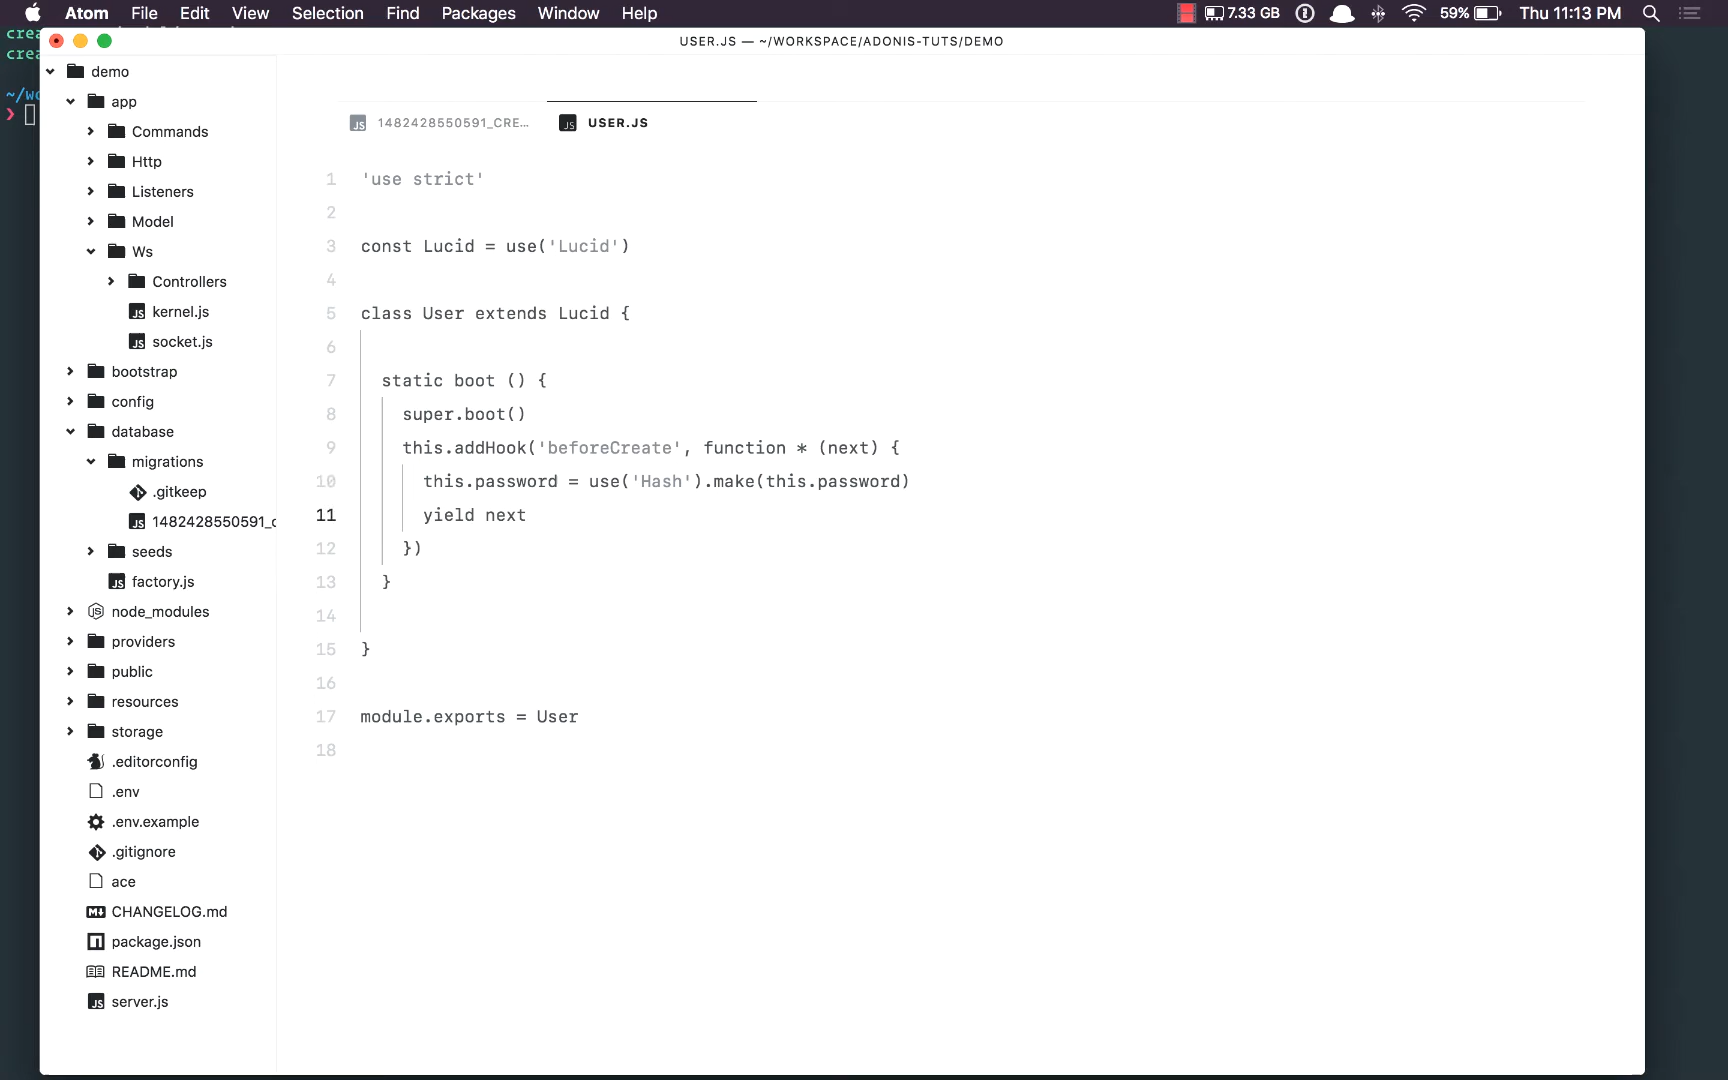 Atom File Edit View Selection Find Packages Window Help 7.33 GB 59% Thu 11:13 PM
crea
crea
~/wo
❯
USER.JS — ~/WORKSPACE/ADONIS-TUTS/DEMO
demo
app
Commands
Http
Listeners
Model
Ws
Controllers
kernel.js
socket.js
bootstrap
config
database
migrations
.gitkeep
1482428550591_c
seeds
factory.js
node_modules
providers
public
resources
storage
.editorconfig
.env
.env.example
.gitignore
ace
CHANGELOG.md
package.json
README.md
server.js
1482428550591_CRE... USER.JS
1 'use strict'
2
3 const Lucid = use('Lucid')
4
5 class User extends Lucid {
6
7 static boot () {
8 super.boot()
9 this.addHook('beforeCreate', function * (next) {
10 this.password = use('Hash').make(this.password)
11 yield next
12 })
13 }
14
15 }
16
17 module.exports = User
18